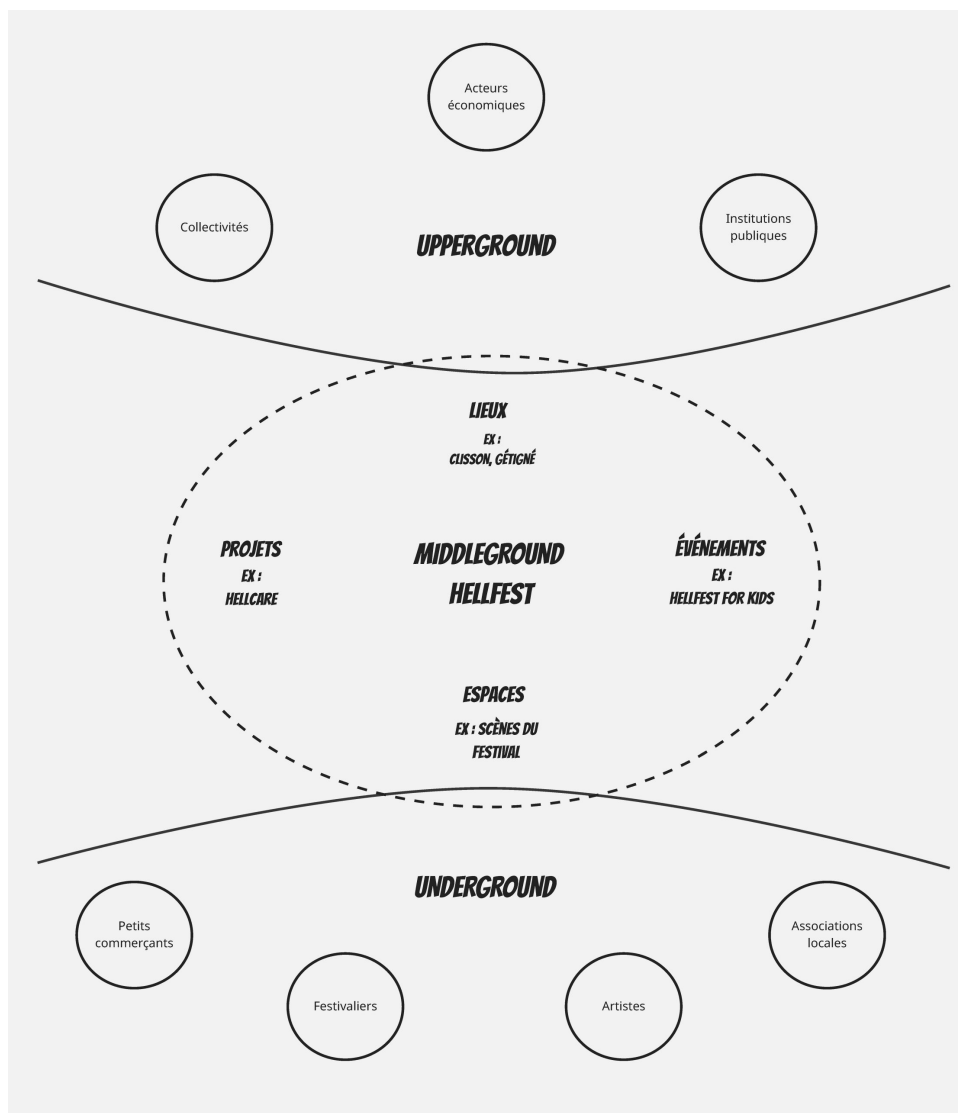 Acteurs
économiques
Collectivités
Institutions
publiques
UPPERGROUND
LIEUX
EX :
CLISSON, GÉTIGNÉ
PROJETS
EX :
HELLCARE
MIDDLEGROUND
HELLFEST
ÉVÉNEMENTS
EX :
HELLFEST FOR KIDS
ESPACES
EX : SCÈNES DU
FESTIVAL
UNDERGROUND
Petits
commerçants
Festivaliers
Artistes
Associations
locales